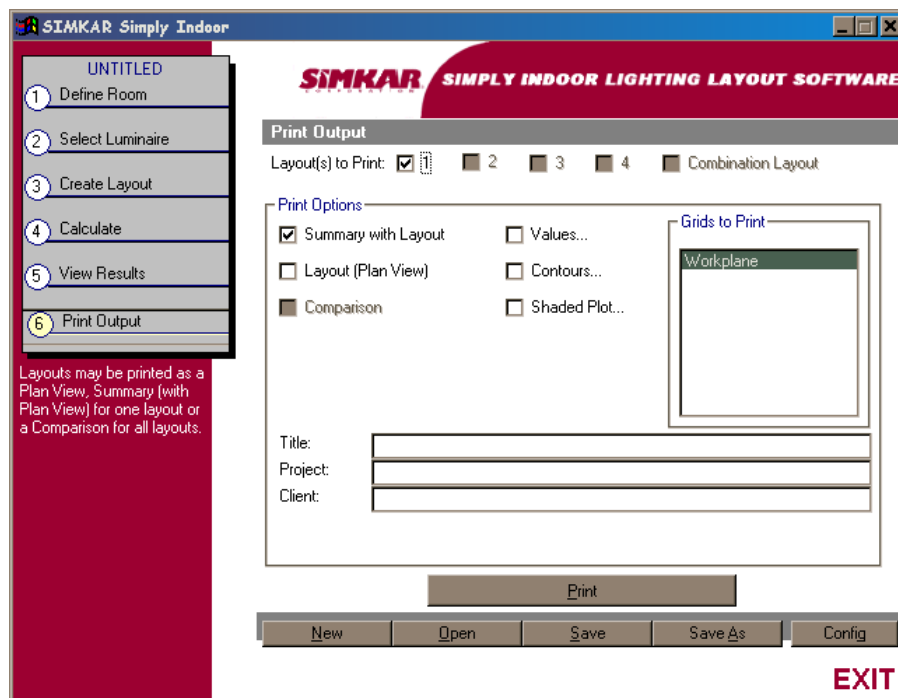 SIMKAR Simply Indoor
UNTITLED
1 Define Room
2 Select Luminaire
3 Create Layout
4 Calculate
5 View Results
6 Print Output
Layouts may be printed as a
Plan View, Summary (with
Plan View) for one layout or
a Comparison for all layouts.
SIMKAR SIMPLY INDOOR LIGHTING LAYOUT SOFTWARE
CORPORATION
Print Output
Layout(s) to Print: 1 2 3 4 Combination Layout
Print Options
Summary with Layout
Layout (Plan View)
Comparison
Values...
Contours...
Shaded Plot...
Grids to Print
Workplane
Title:
Project:
Client:
Print
New Open Save Save As Config
EXIT